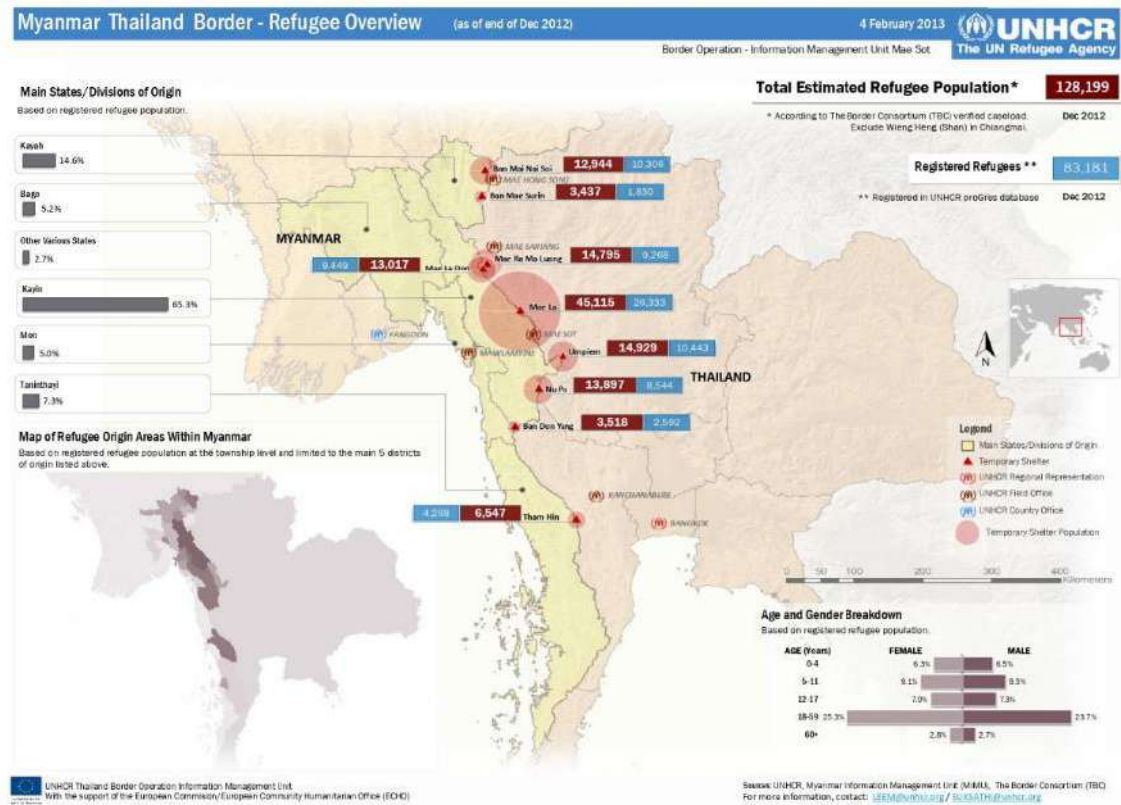 Myanmar Thailand Border - Refugee Overview (as of end of Dec 2012)
4 February 2013
UNHCR
The UN Refugee Agency
Border Operation - Information Management Unit Mae Sot
Main States/Divisions of Origin
Based on registered refugee population.
Kayah
14.6%
Bago
5.2%
Other Various States
2.7%
Kayin
65.3%
Mon
5.0%
Taninthayi
7.3%
Total Estimated Refugee Population* 128,199
* According to The Border Consortium (TBC) verified caseload.
Exclude Wieng Heng (Shan) in Chiangmai.
Dec 2012
Registered Refugees ** 83,181
** Registered in UNHCR proGres database
Dec 2012
Ban Mai Nai Soi 12,944 10,306
MAE HONG SONG
Ban Mae Surin 3,437 1,830
MYANMAR
MAE SARIANG
Mae Ra Ma Luang 14,795 9,268
9,449 13,017 Mae La Oon
Mae La 45,115 26,333
YANGOON
MAE SOT
MAWLAMYINE
Umpiem 14,929 10,443
THAILAND
Nu Po 13,897 8,544
Ban Don Yang 3,518
KANCHANABURI
4,298 6,547 Tham Hin
BANGKOK
N
Map of Refugee Origin Areas Within Myanmar
Based on registered refugee population at the township level and limited to the main 5 districts
of origin listed above.
Legend
Main States/Divisions of Origin
Temporary Shelter
UNHCR Regional Representation
UNHCR Field Office
UNHCR Country Office
Temporary Shelter Population
0 50 100 200 300 400
Kilometers
Age and Gender Breakdown
Based on registered refugee population.
AGE (Years) FEMALE MALE
0-4 6.3% 6.5%
5-11 9.1% 9.5%
12-17 7.0% 7.3%
18-59 25.3% 23.7%
60+ 2.8% 2.7%
UNHCR Thailand Border Operation Information Management Unit
With the support of the European Commission/European Community Humanitarian Office (ECHO)
Sources: UNHCR, Myanmar Information Management Unit (MIMU), The Border Consortium (TBC)
For more information, contact: LEEM@unhcr.org / SUKSATH@unhcr.org